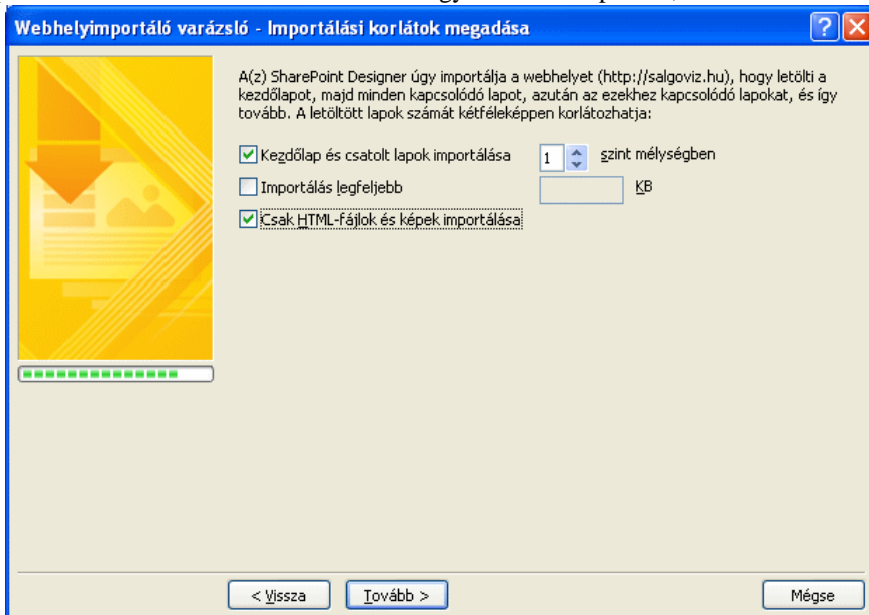 Webhelyimportáló varázsló - Importálási korlátok megadása
A(z) SharePoint Designer úgy importálja a webhelyet (http://salgoviz.hu), hogy letölti a
kezdőlapot, majd minden kapcsolódó lapot, azután az ezekhez kapcsolódó lapokat, és így
tovább. A letöltött lapok számát kétféleképpen korlátozhatja:
Kezdőlap és csatolt lapok importálása 1 szint mélységben
Importálás legfeljebb KB
Csak HTML-fájlok és képek importálása
< Vissza Tovább > Mégse